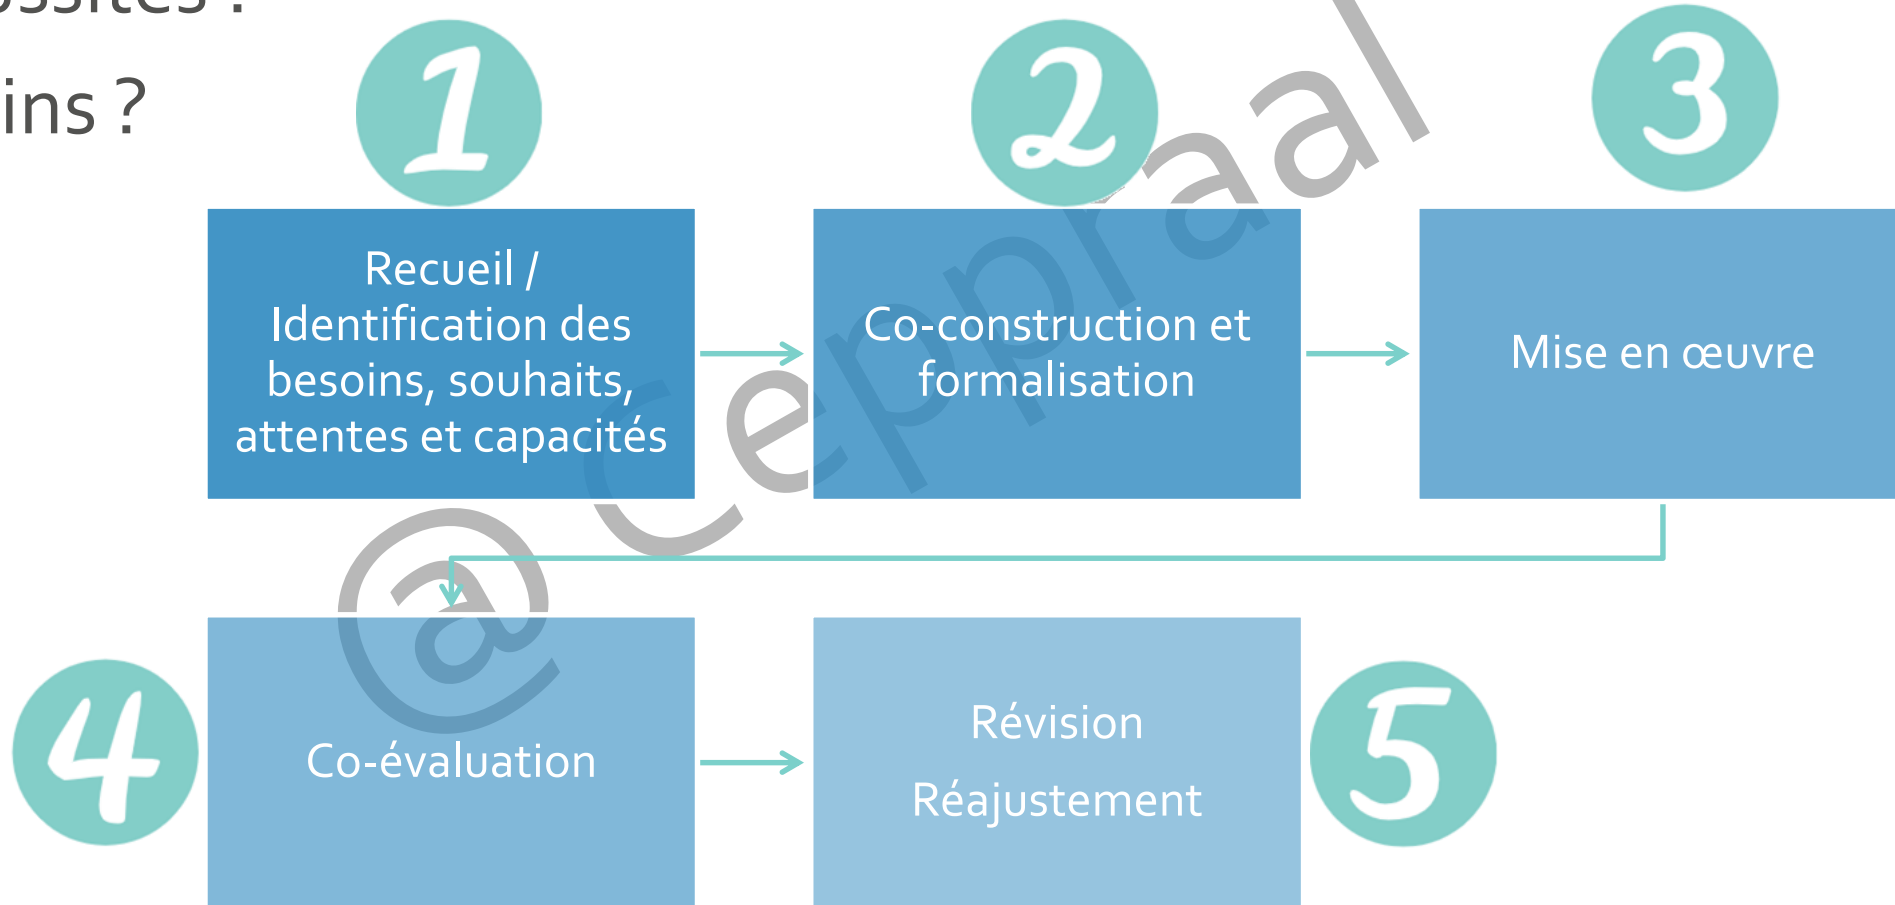 ins ?
1
2
3
Recueil /
Identification des
besoins, souhaits,
attentes et capacités
Co-construction et
formalisation
Mise en œuvre
4
Co-évaluation
Révision
Réajustement
5
@Ceppraal